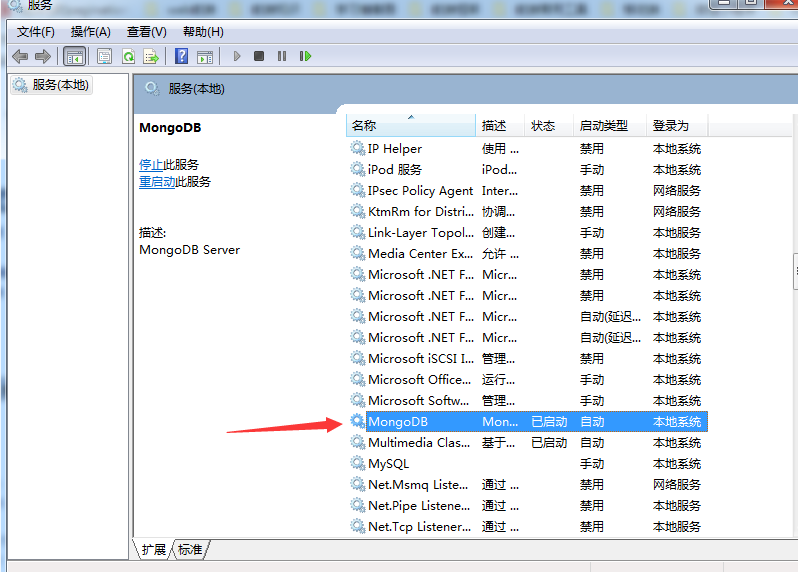 服务
文件(F) 操作(A) 查看(V) 帮助(H)
服务(本地)
服务(本地)
MongoDB
停止此服务
重启动此服务
描述:
MongoDB Server
名称 描述 状态 启动类型 登录为
IP Helper 使用 ... 禁用 本地系统
iPod 服务 iPod... 手动 本地系统
IPsec Policy Agent Inter... 禁用 网络服务
KtmRm for Distri... 协调... 禁用 网络服务
Link-Layer Topol... 创建... 手动 本地服务
Media Center Ex... 允许 ... 禁用 本地服务
Microsoft .NET F... Micr... 禁用 本地系统
Microsoft .NET F... Micr... 禁用 本地系统
Microsoft .NET F... Micr... 自动(延迟... 本地系统
Microsoft .NET F... Micr... 自动(延迟... 本地系统
Microsoft iSCSI I... 管理... 禁用 本地系统
Microsoft Office... 运行... 手动 本地系统
Microsoft Softw... 管理... 手动 本地系统
MongoDB Mon... 已启动 自动 本地系统
Multimedia Clas... 基于... 已启动 自动 本地系统
MySQL 手动 本地系统
Net.Msmq Liste... 通过 ... 禁用 网络服务
Net.Pipe Listene... 通过 ... 禁用 本地服务
Net.Tcp Listener... 通过 ... 禁用 本地服务
扩展 标准